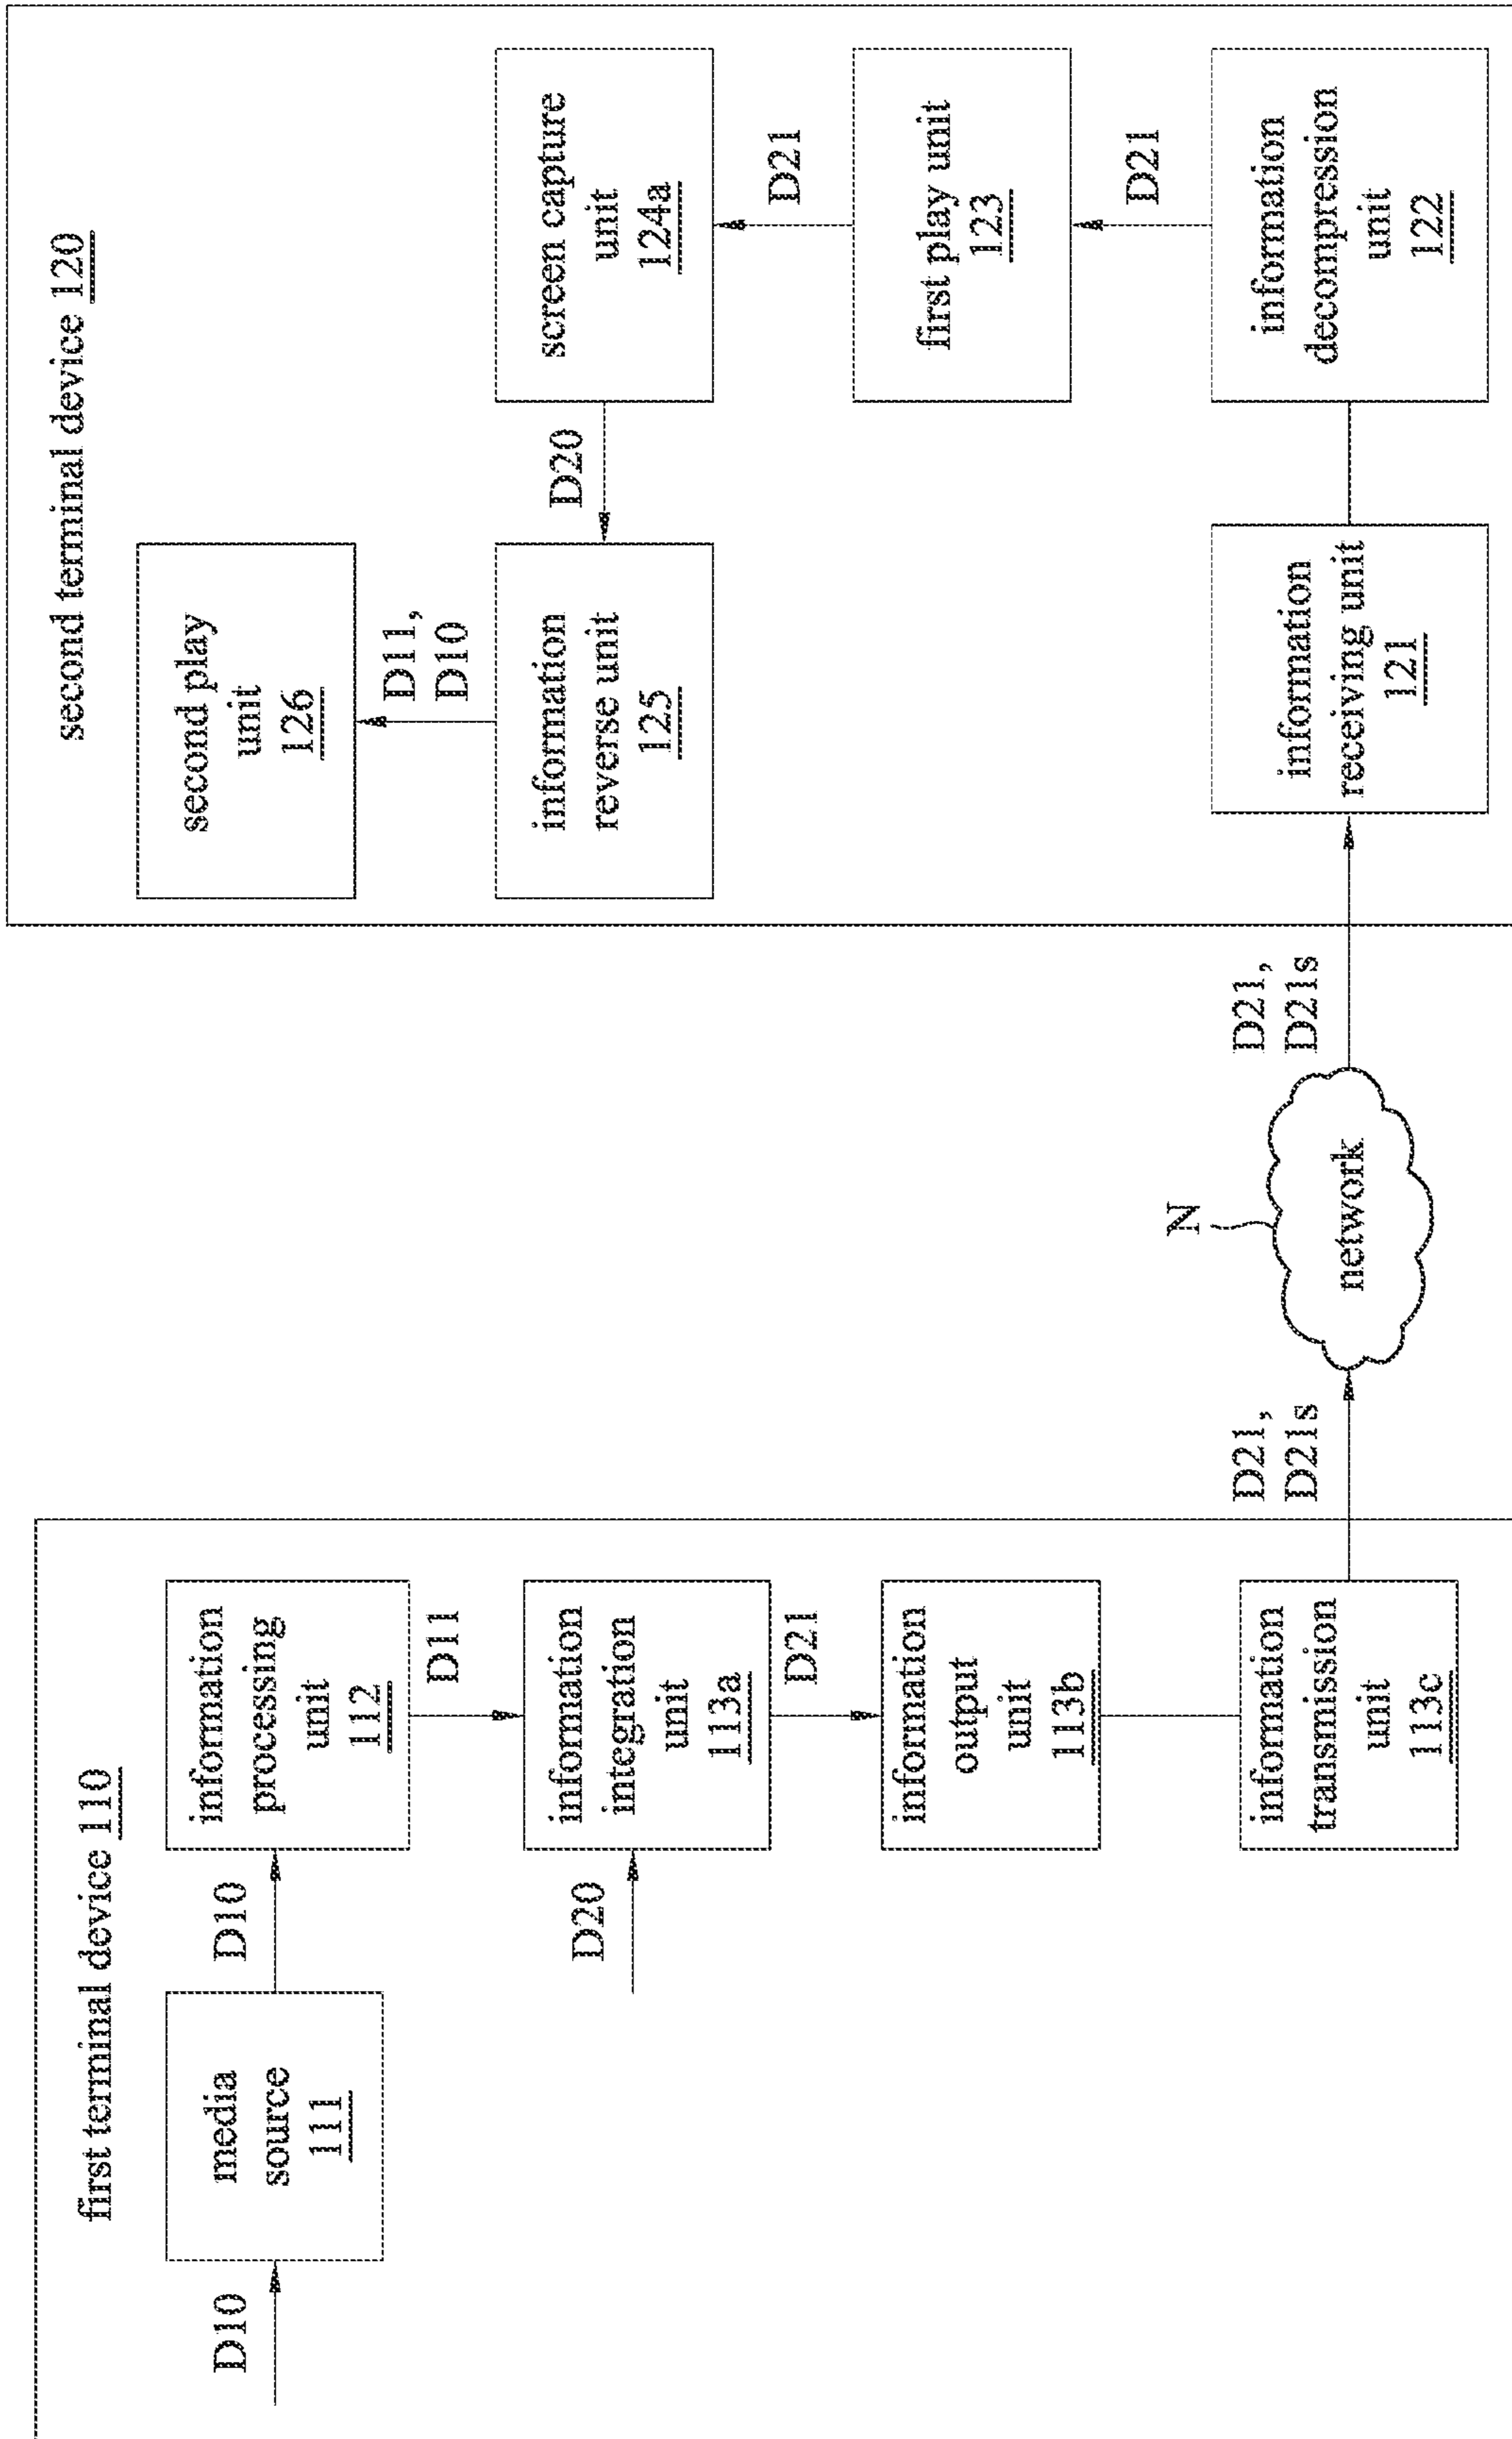 first terminal device 110
D10
media
source
111
D10
information
processing
unit
112
D11
D20
information
integration
unit
113a
D21
information
output
unit
113b
information
transmission
unit
113c
D21,
D21s
N
network
D21,
D21s
second terminal device 120
information
receiving unit
121
information
decompression
unit
122
D21
first play unit
123
D21
screen capture
unit
124a
D20
information
reverse unit
125
D11,
D10
second play
unit
126